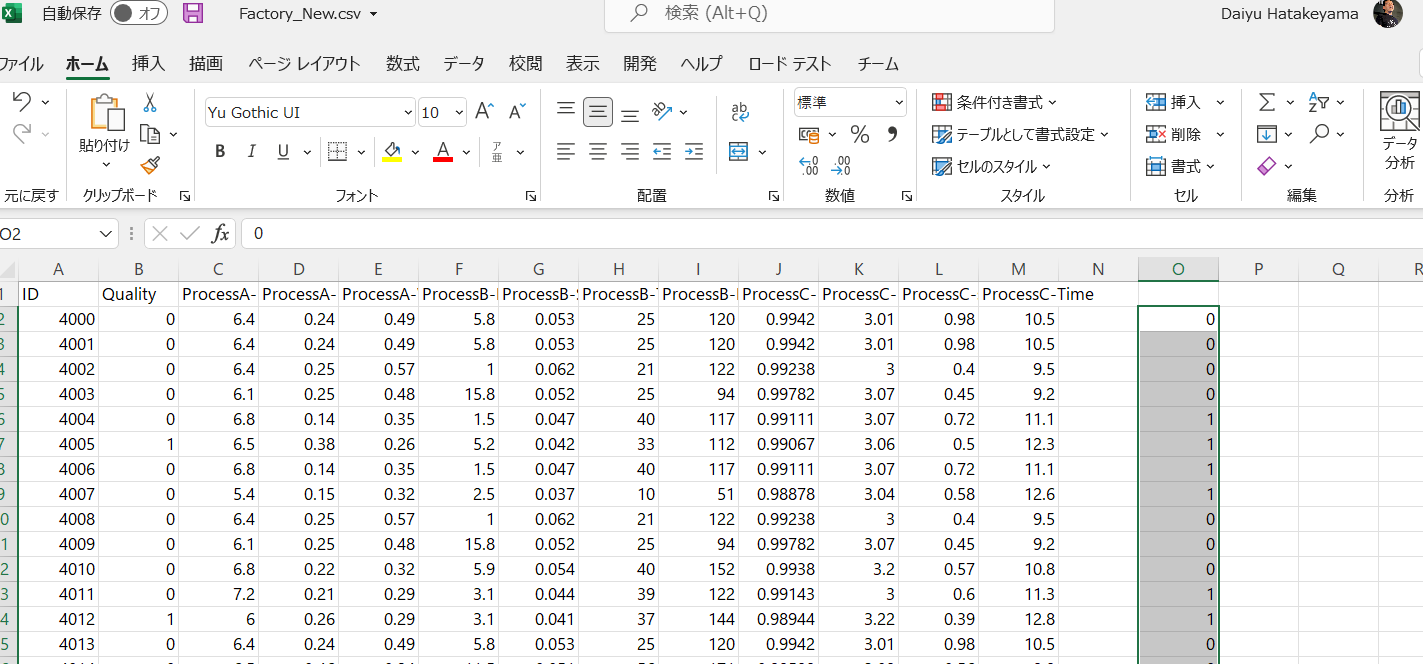 自動保存 オフ Factory_New.csv 検索 (Alt+Q) Daiyu Hatakeyama
ファイル ホーム 挿入 描画 ページ レイアウト 数式 データ 校閲 表示 開発 ヘルプ ロード テスト チーム
Yu Gothic UI 10 A A ab 標準 条件付き書式 挿入
貼り付け B I U A ア亜 % 9 テーブルとして書式設定 削除 データ
.00 .00 セルのスタイル 書式 分析
元に戻す クリップボード フォント 配置 数値 スタイル セル 編集 分析
O2 fx 0
A B C D E F G H I J K L M N O P Q R
1 ID Quality ProcessA- ProcessA- ProcessA- ProcessB- ProcessB- ProcessB- ProcessB- ProcessC- ProcessC- ProcessC- ProcessC-Time
2 4000 0 6.4 0.24 0.49 5.8 0.053 25 120 0.9942 3.01 0.98 10.5 0
3 4001 0 6.4 0.24 0.49 5.8 0.053 25 120 0.9942 3.01 0.98 10.5 0
4 4002 0 6.4 0.25 0.57 1 0.062 21 122 0.99238 3 0.4 9.5 0
5 4003 0 6.1 0.25 0.48 15.8 0.052 25 94 0.99782 3.07 0.45 9.2 0
6 4004 0 6.8 0.14 0.35 1.5 0.047 40 117 0.99111 3.07 0.72 11.1 1
7 4005 1 6.5 0.38 0.26 5.2 0.042 33 112 0.99067 3.06 0.5 12.3 1
8 4006 0 6.8 0.14 0.35 1.5 0.047 40 117 0.99111 3.07 0.72 11.1 1
9 4007 0 5.4 0.15 0.32 2.5 0.037 10 51 0.98878 3.04 0.58 12.6 1
0 4008 0 6.4 0.25 0.57 1 0.062 21 122 0.99238 3 0.4 9.5 0
1 4009 0 6.1 0.25 0.48 15.8 0.052 25 94 0.99782 3.07 0.45 9.2 0
2 4010 0 6.8 0.22 0.32 5.9 0.054 40 152 0.9938 3.2 0.57 10.8 0
3 4011 0 7.2 0.21 0.29 3.1 0.044 39 122 0.99143 3 0.6 11.3 1
4 4012 1 6 0.26 0.29 3.1 0.041 37 144 0.98944 3.22 0.39 12.8 1
5 4013 0 6.4 0.24 0.49 5.8 0.053 25 120 0.9942 3.01 0.98 10.5 0